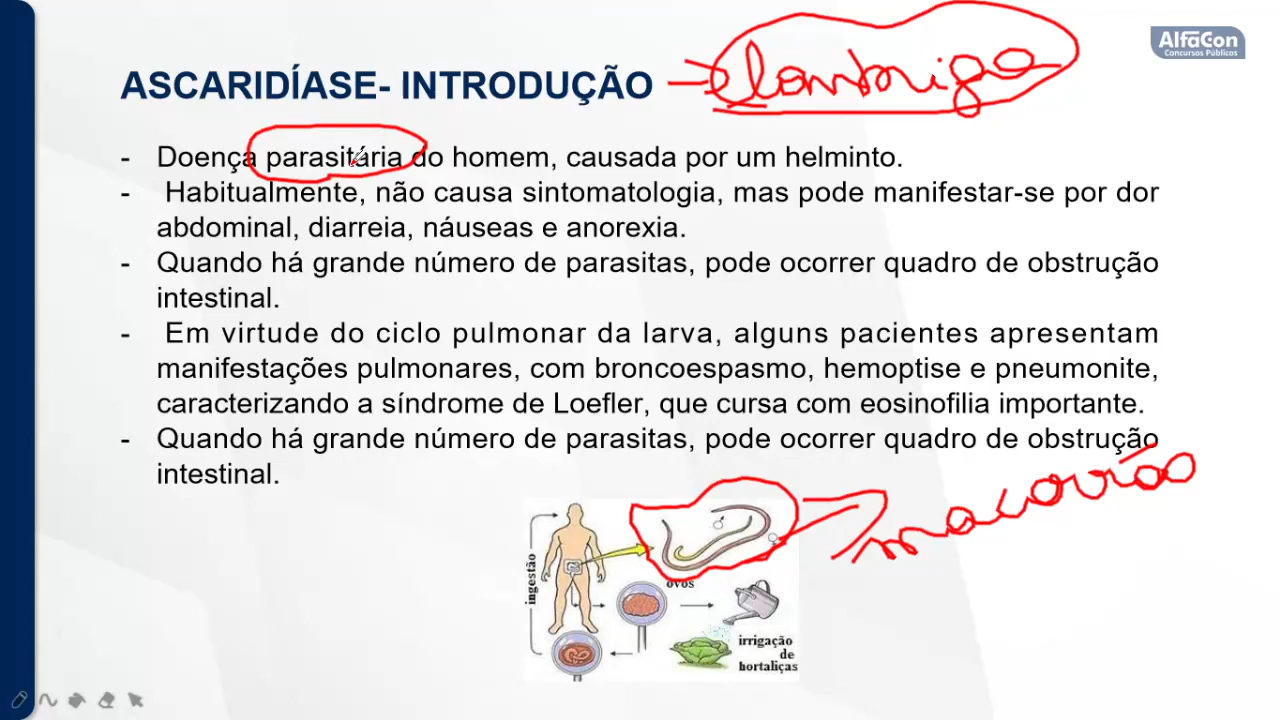 AlfaCon
Concursos Públicos
ASCARIDÍASE- INTRODUÇÃO
lombriga
- Doença parasitária do homem, causada por um helminto.
- Habitualmente, não causa sintomatologia, mas pode manifestar-se por dor
abdominal, diarreia, náuseas e anorexia.
- Quando há grande número de parasitas, pode ocorrer quadro de obstrução
intestinal.
- Em virtude do ciclo pulmonar da larva, alguns pacientes apresentam
manifestações pulmonares, com broncoespasmo, hemoptise e pneumonite,
caracterizando a síndrome de Loefler, que cursa com eosinofilia importante.
- Quando há grande número de parasitas, pode ocorrer quadro de obstrução
intestinal.
macarrão
ingestão
ovos
irrigação
de
hortaliças